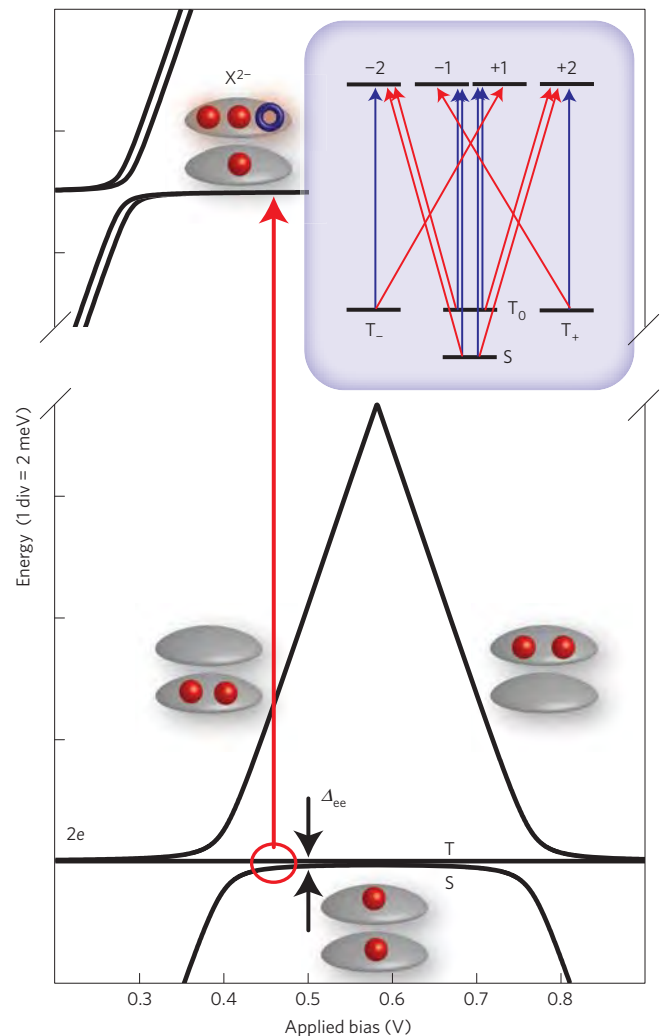 X2−
−2 −1 +1 +2
T− T0 T+
S
Energy (1 div = 2 meV)
Δee
2e
T
S
0.3 0.4 0.5 0.6 0.7 0.8
Applied bias (V)